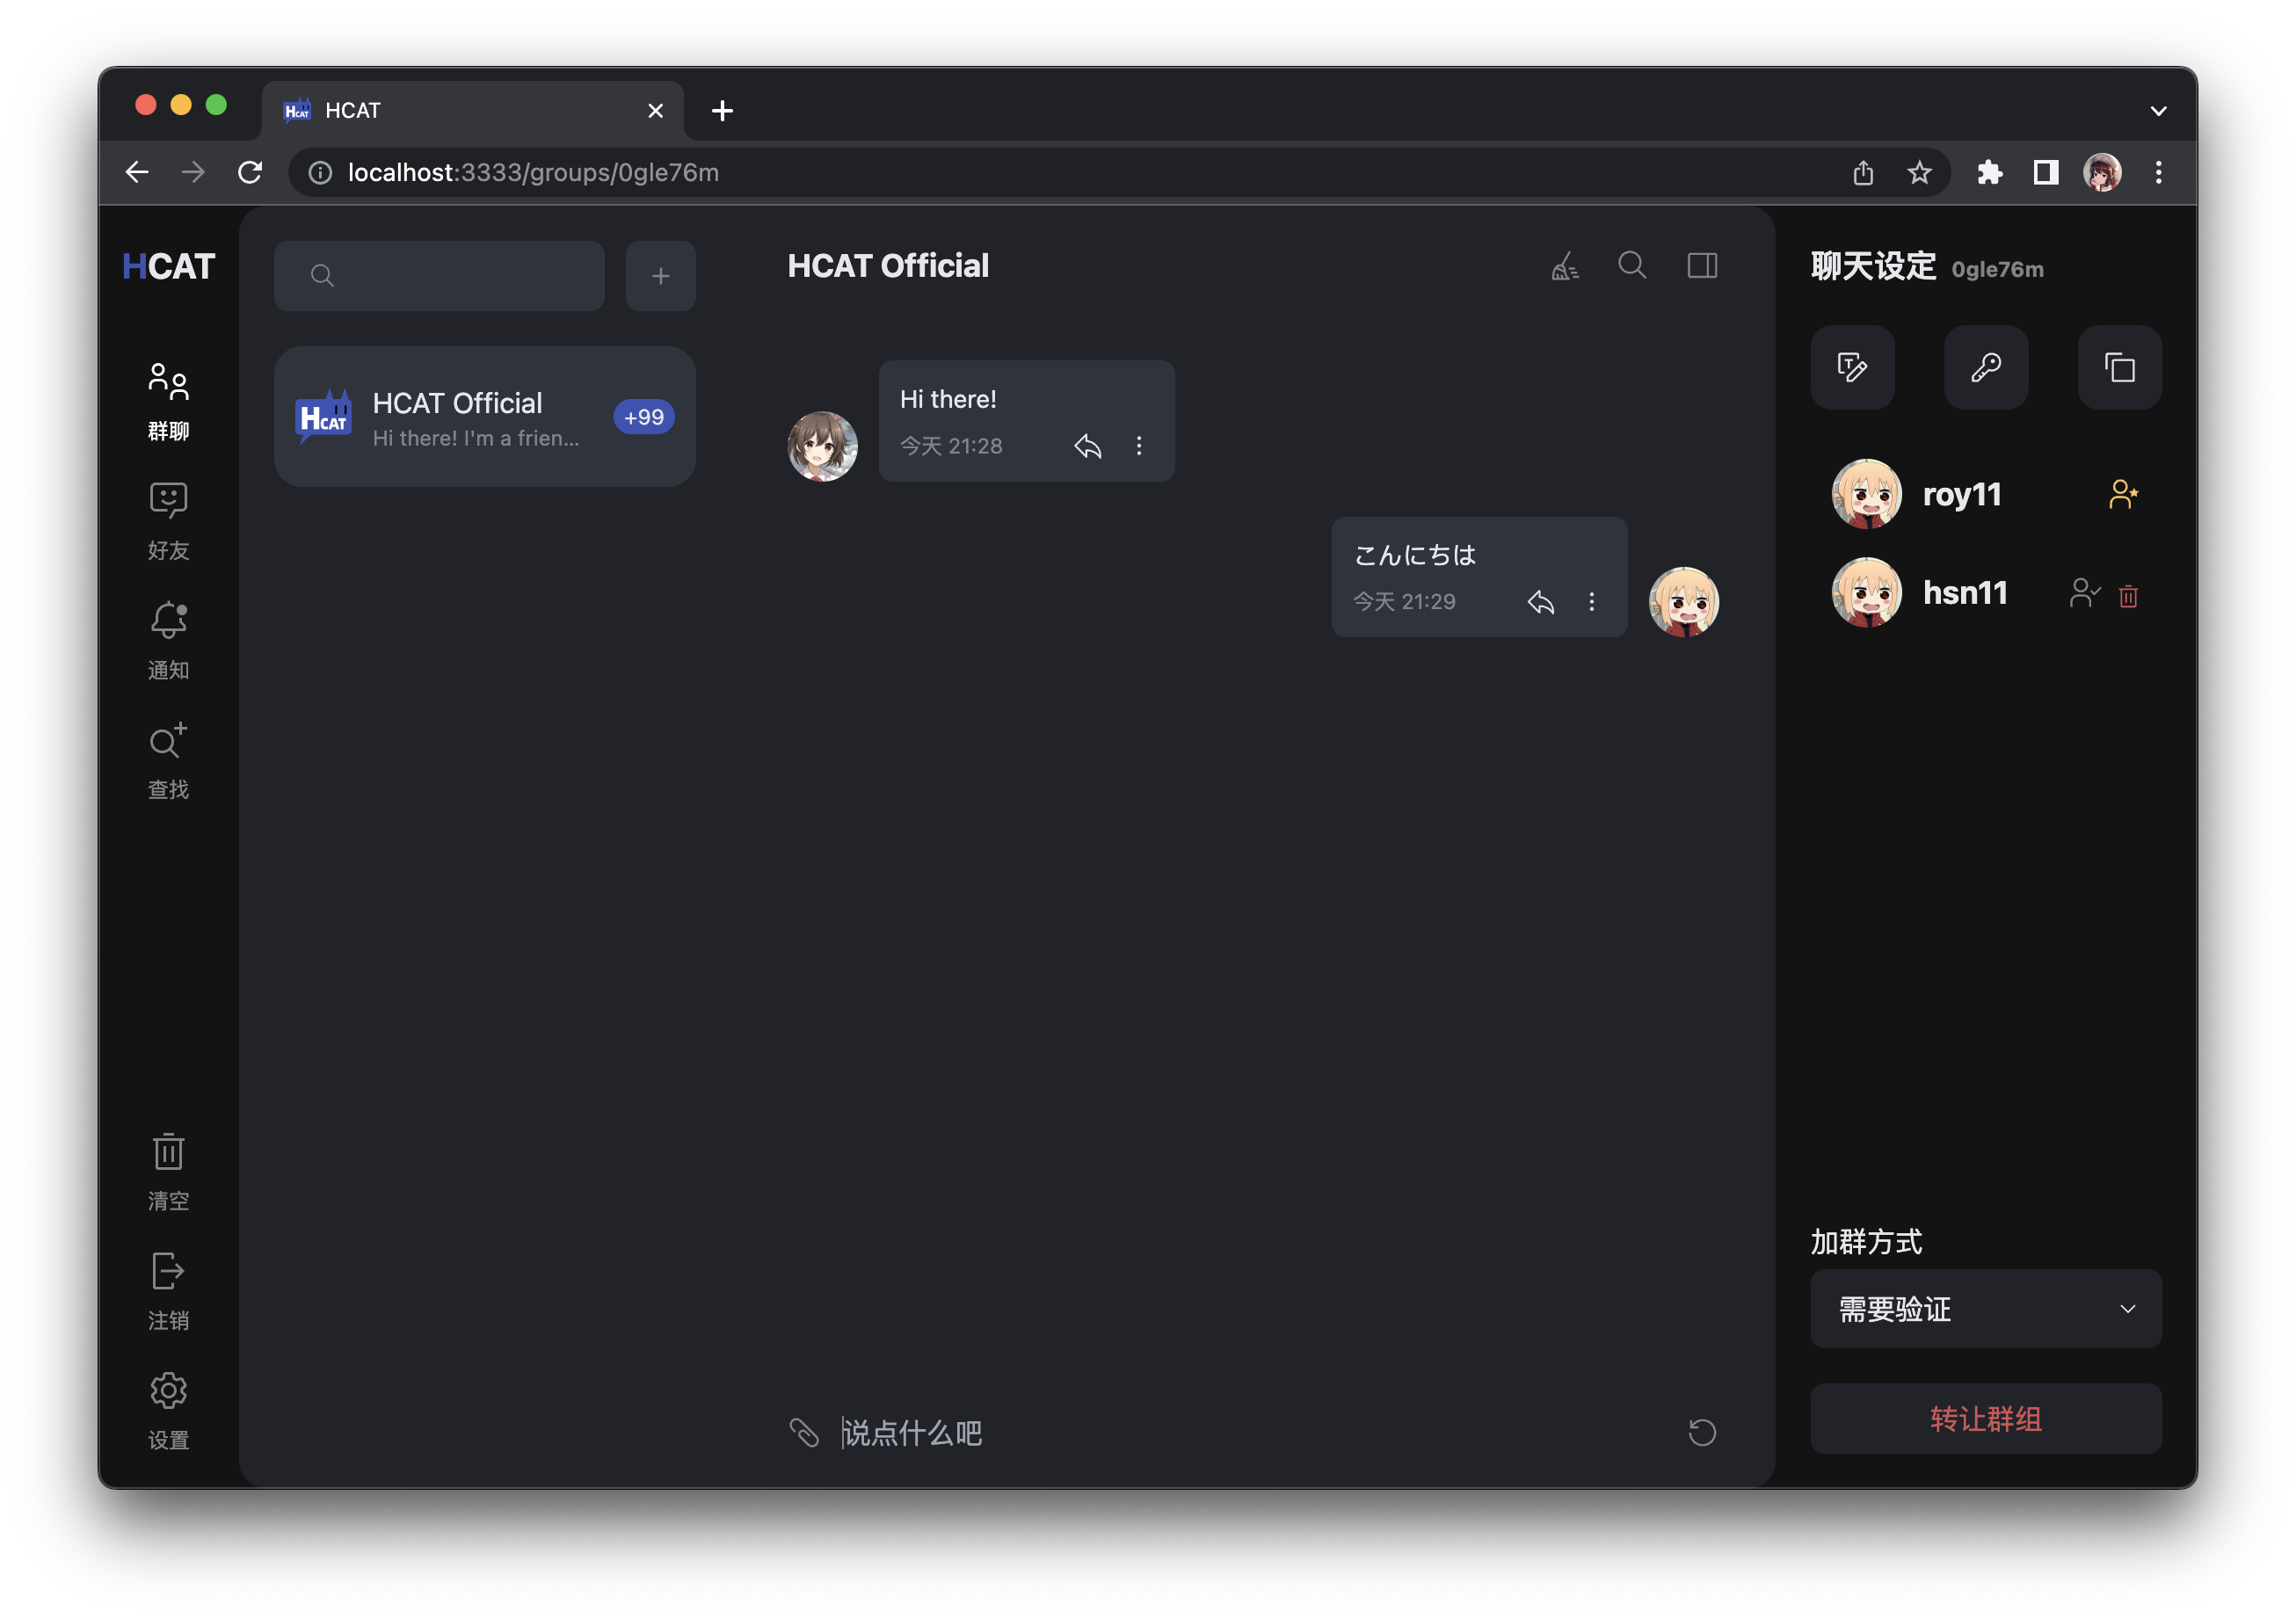 HCAT
localhost:3333/groups/0gle76m
HCAT
群聊
好友
通知
查找
清空
注销
设置
HCAT
HCAT Official
Hi there! I'm a frien...
+99
HCAT Official
Hi there!
今天 21:28
こんにちは
今天 21:29
说点什么吧
聊天设定 0gle76m
roy11
hsn11
加群方式
需要验证
转让群组